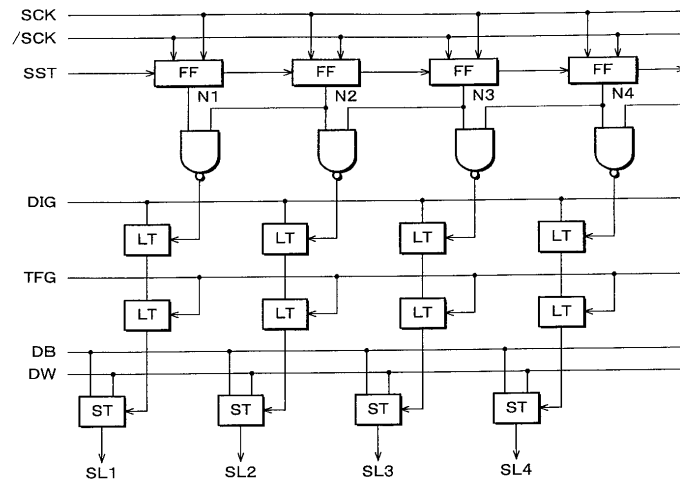 SCK
/SCK
SST FF FF FF FF
N1 N2 N3 N4
DIG
LT LT LT LT
TFG
LT LT LT LT
DB
DW
ST ST ST ST
SL1 SL2 SL3 SL4